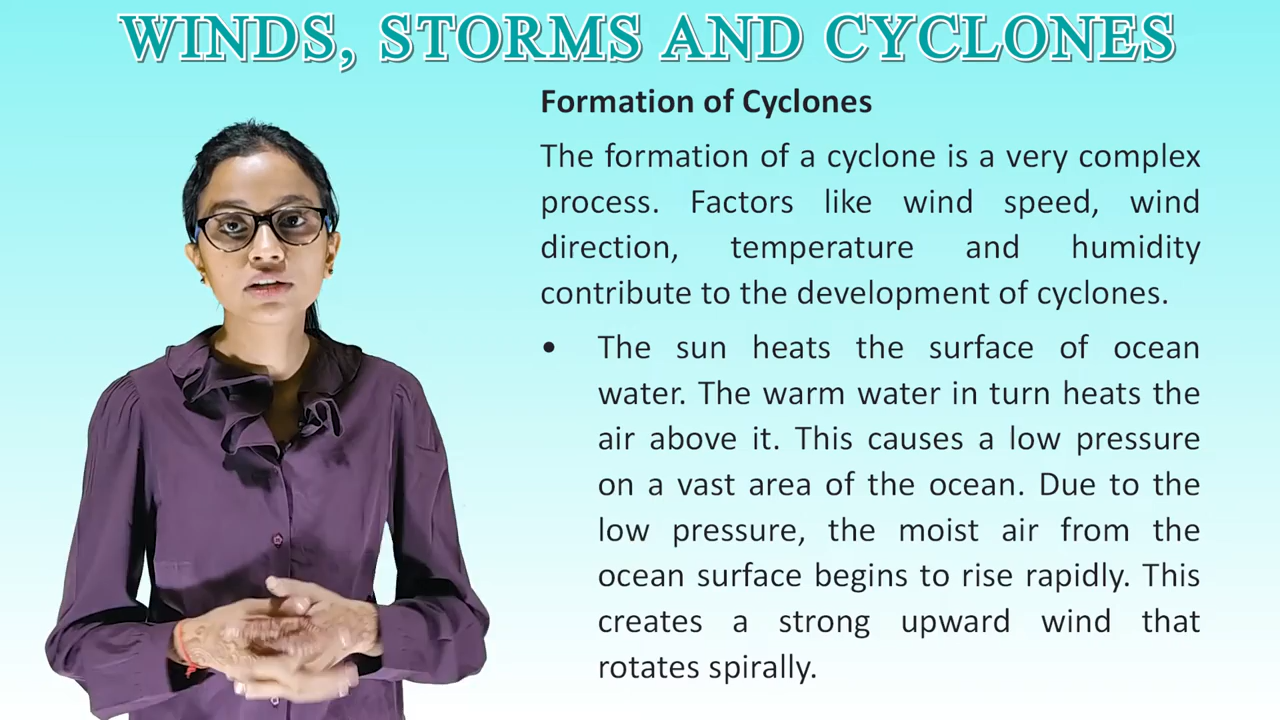 WINDS, STORMS AND CYCLONES
Formation of Cyclones
The formation of a cyclone is a very complex
process. Factors like wind speed, wind
direction, temperature and humidity
contribute to the development of cyclones.
• The sun heats the surface of ocean
water. The warm water in turn heats the
air above it. This causes a low pressure
on a vast area of the ocean. Due to the
low pressure, the moist air from the
ocean surface begins to rise rapidly. This
creates a strong upward wind that
rotates spirally.